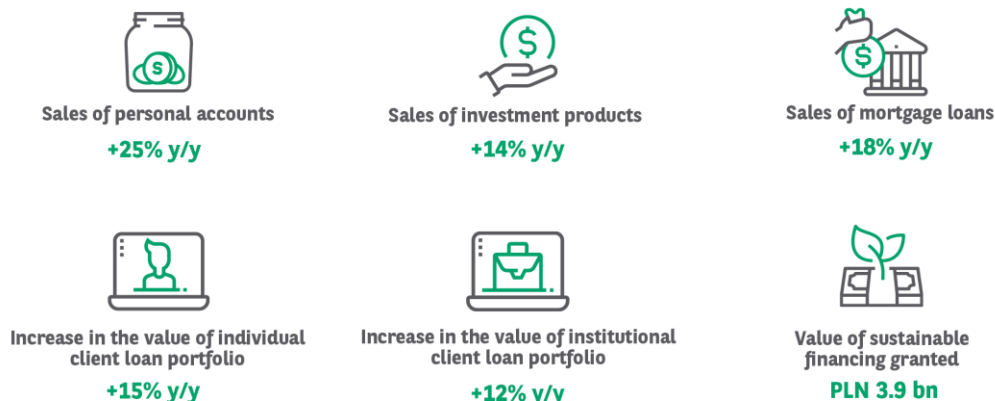 Sales of personal accounts
+25% y/y
Sales of investment products
+14% y/y
Sales of mortgage loans
+18% y/y
Increase in the value of individual
client loan portfolio
+15% y/y
Increase in the value of institutional
client loan portfolio
+12% y/y
Value of sustainable
financing granted
PLN 3.9 bn